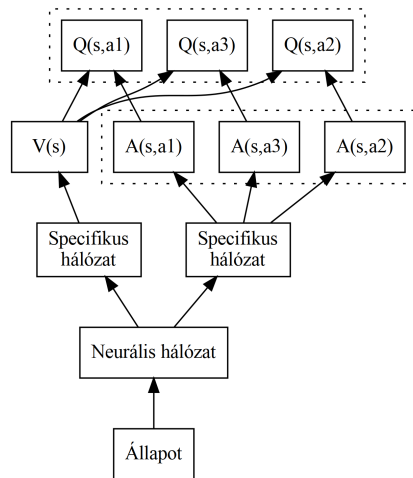 Q(s,a1)
Q(s,a3)
Q(s,a2)
V(s)
A(s,a1)
A(s,a3)
A(s,a2)
Specifikus
hálózat
Specifikus
hálózat
Neurális hálózat
Állapot